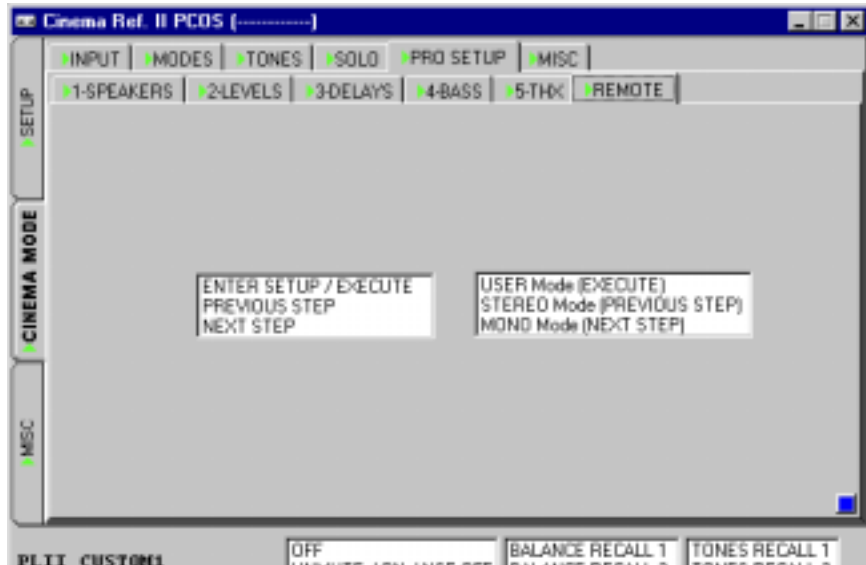 Cinema Ref. II PCOS (------------)
INPUT MODES TONES SOLO PRO SETUP MISC
1-SPEAKERS 2-LEVELS 3-DELAYS 4-BASS 5-THX REMOTE
SETUP
CINEMA MODE
MISC
ENTER SETUP / EXECUTE
PREVIOUS STEP
NEXT STEP
USER Mode (EXECUTE)
STEREO Mode (PREVIOUS STEP)
MONO Mode (NEXT STEP)
PLII CUSTOM1
OFF
BALANCE RECALL 1
TONES RECALL 1